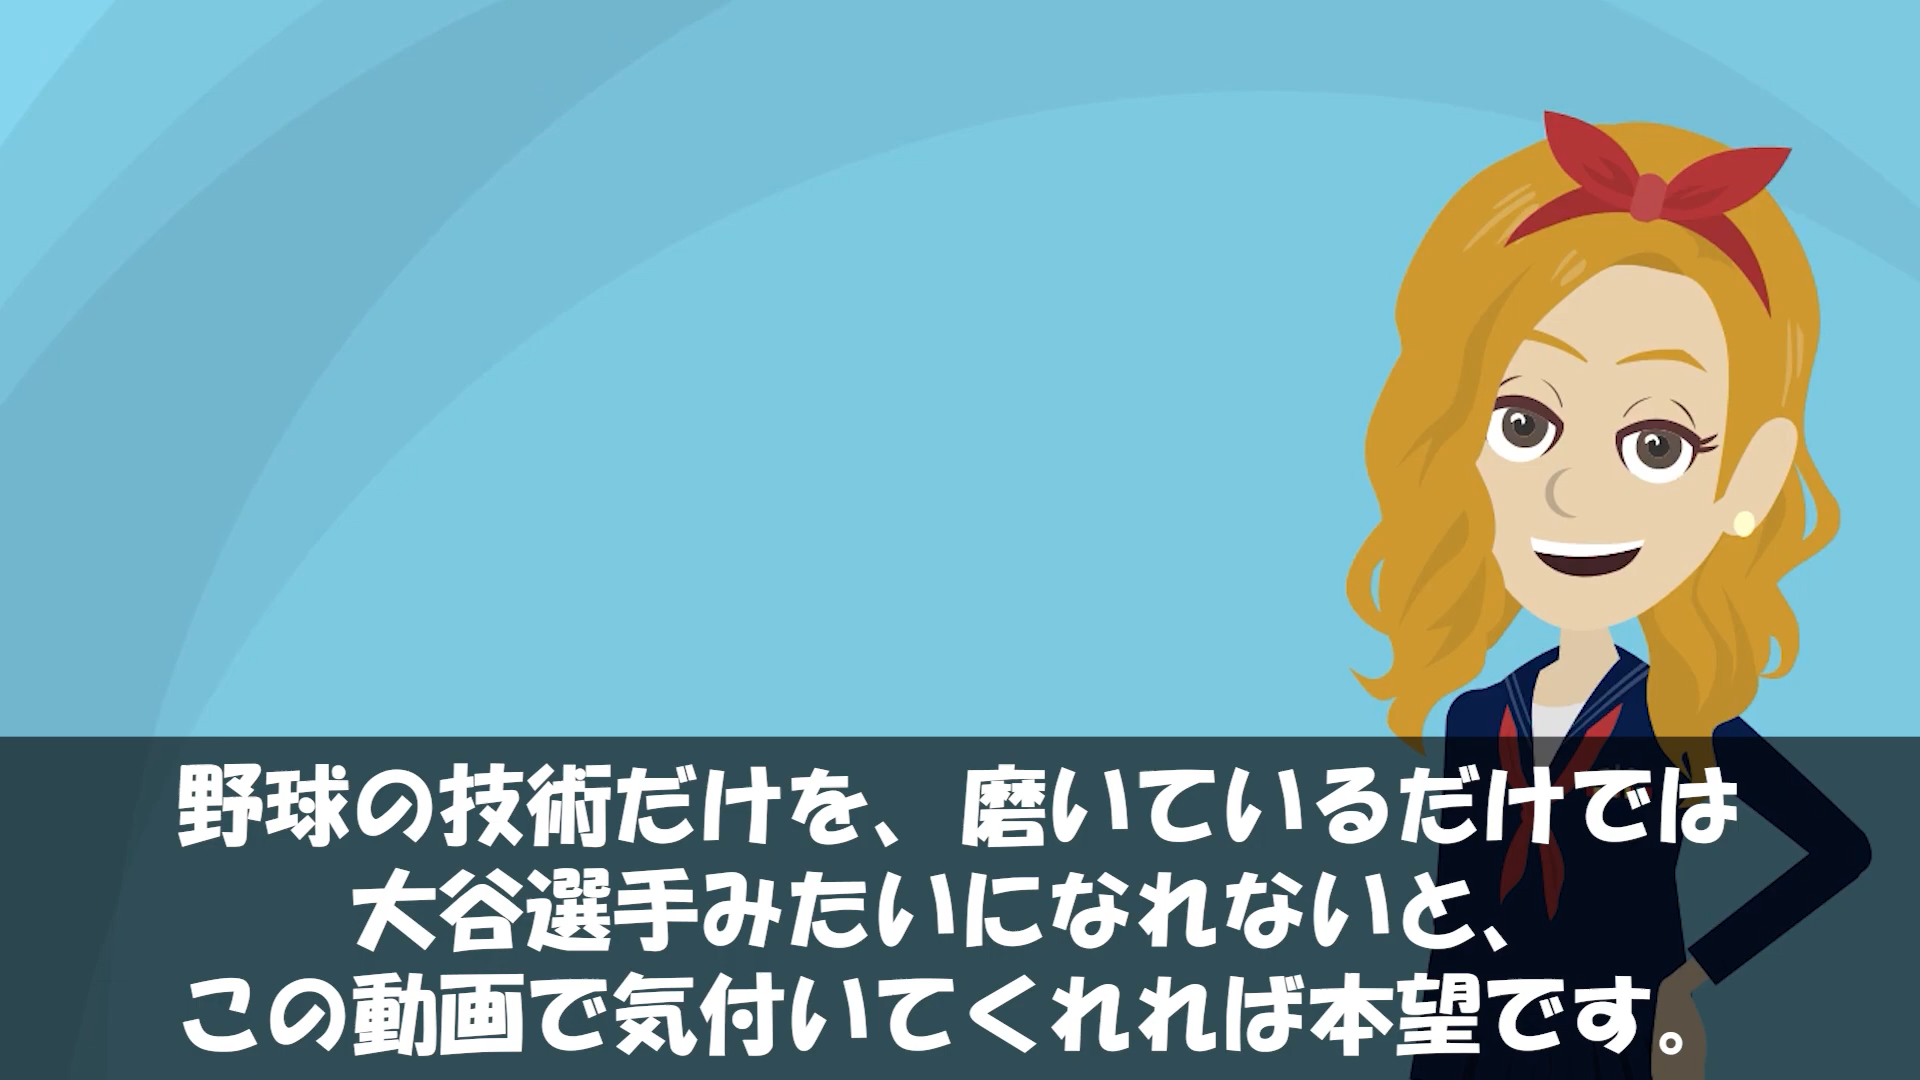 野球の技術だけを、磨いているだけでは
大谷選手みたいになれないと、
この動画で気付いてくれれば本望です。